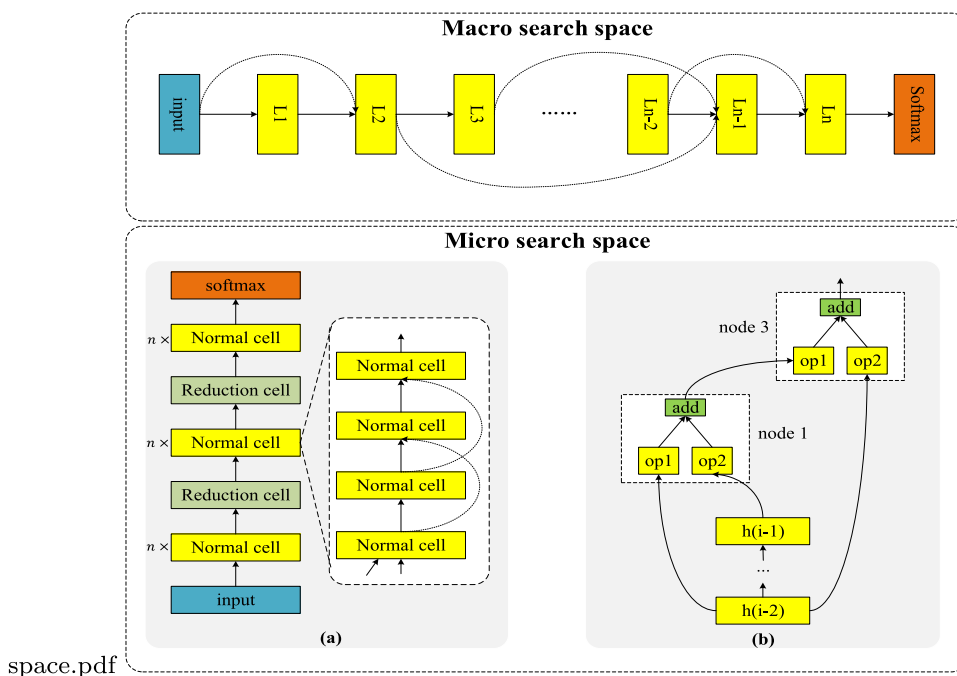 Macro search space
input
L1
L2
L3
......
Ln-2
Ln-1
Ln
Softmax
Micro search space
softmax
n × Normal cell
Reduction cell
n × Normal cell
Reduction cell
n × Normal cell
input
Normal cell
Normal cell
Normal cell
Normal cell
(a)
add
node 3
op1 op2
add
node 1
op1 op2
h(i-1)
...
h(i-2)
(b)
space.pdf